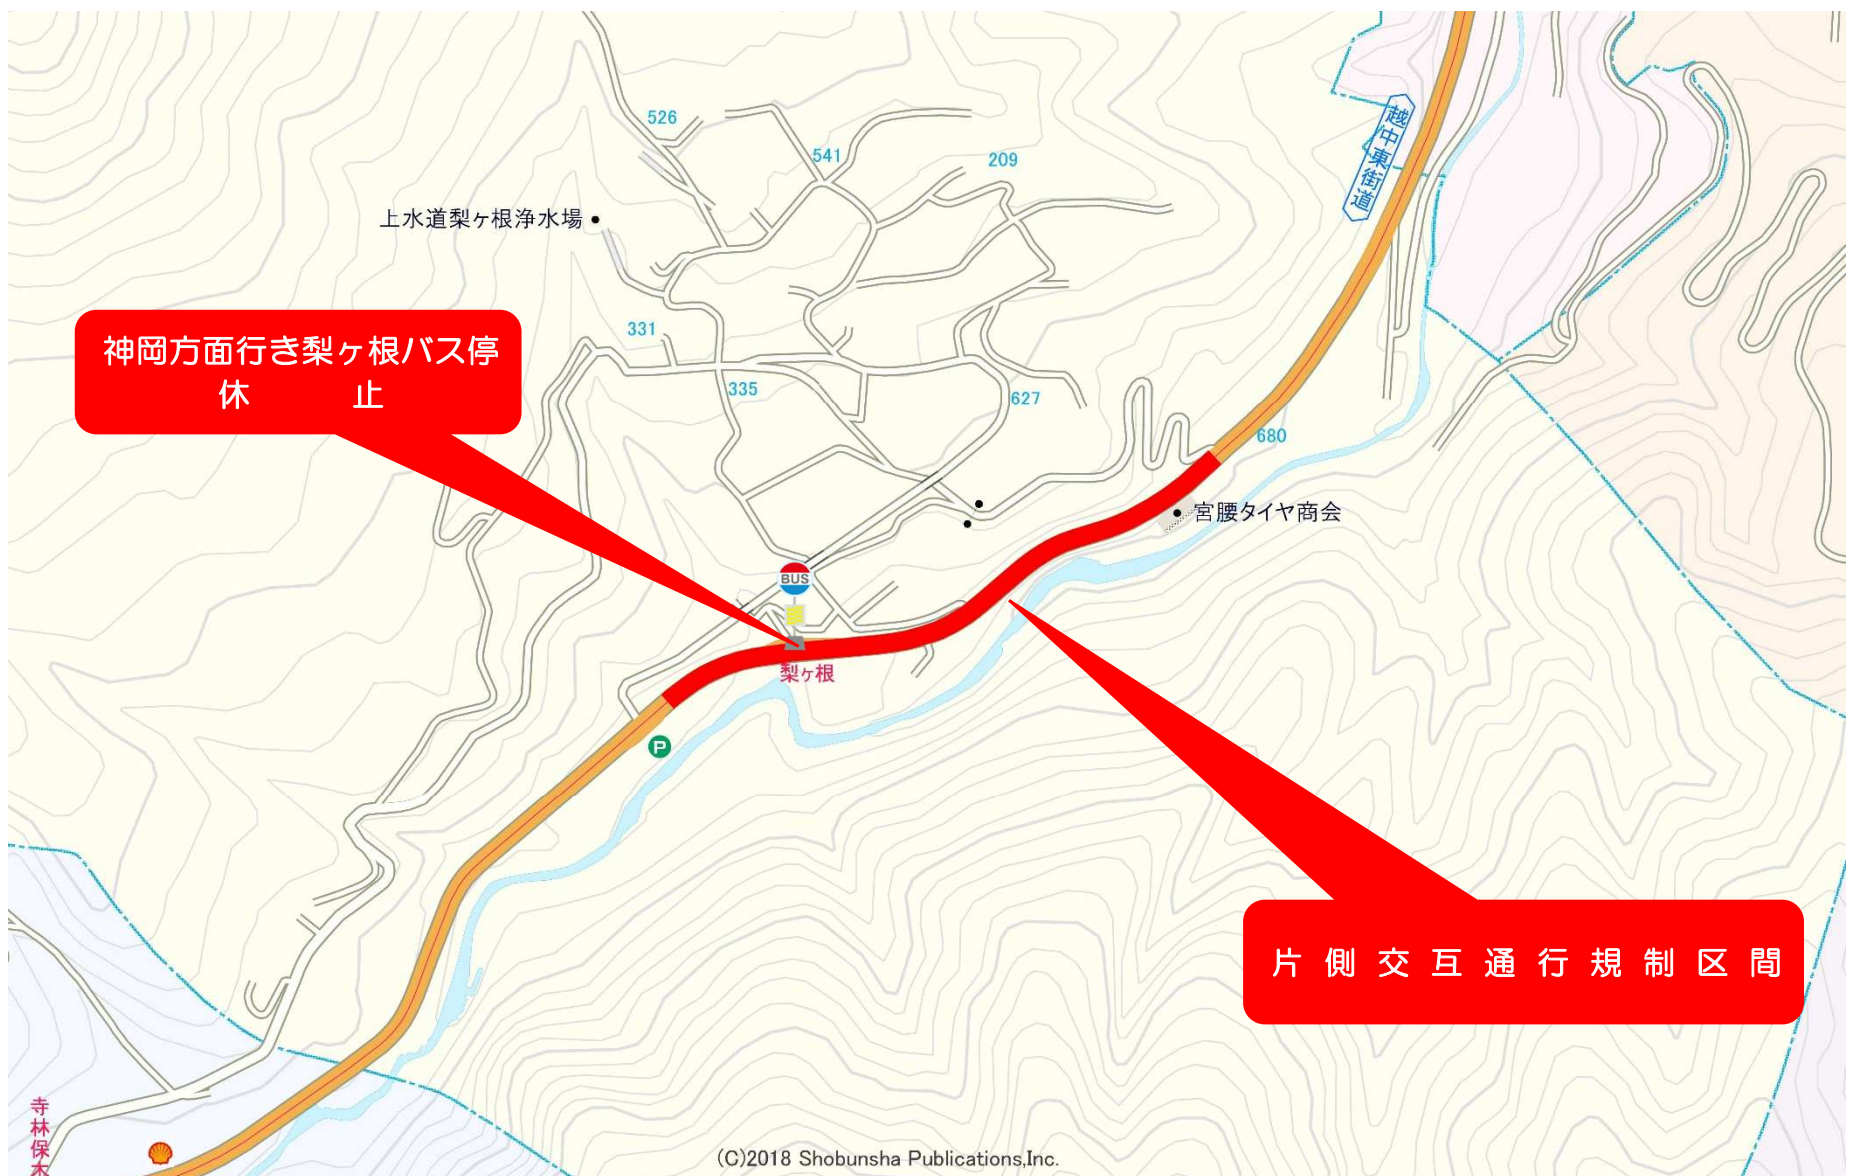 526
541
209
越中東街道
上水道梨ヶ根浄水場
331
神岡方面行き梨ヶ根バス停
休 止
335
627
680
宮腰タイヤ商会
BUS
梨ヶ根
P
片側交互通行規制区間
寺林保木
(C)2018 Shobunsha Publications,Inc.